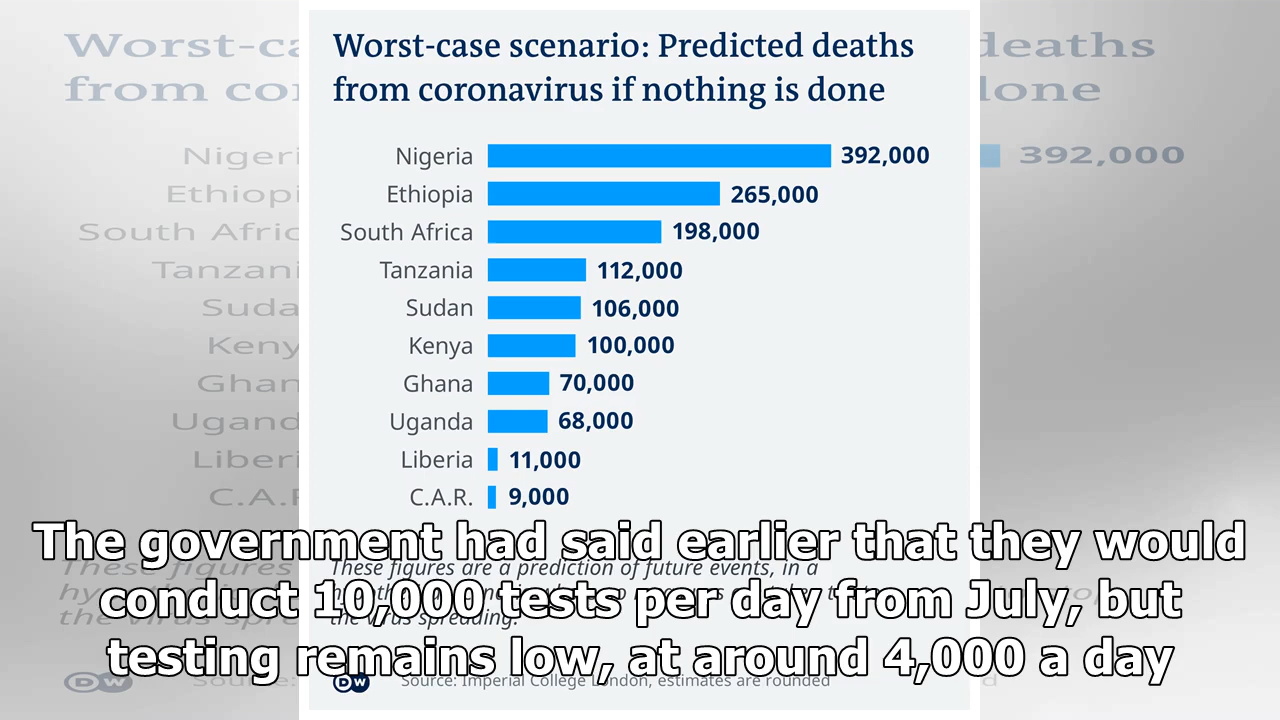 Worst-case scenario: Predicted deaths
from coronavirus if nothing is done
Nigeria 392,000
Ethiopia 265,000
South Africa 198,000
Tanzania 112,000
Sudan 106,000
Kenya 100,000
Ghana 70,000
Uganda 68,000
Liberia 11,000
C.A.R. 9,000
These figures are a prediction of future events, in a
the virus spreading.
The government had said earlier that they would
conduct 10,000 tests per day from July, but
testing remains low, at around 4,000 a day
DW Source: Imperial College London, estimates are rounded